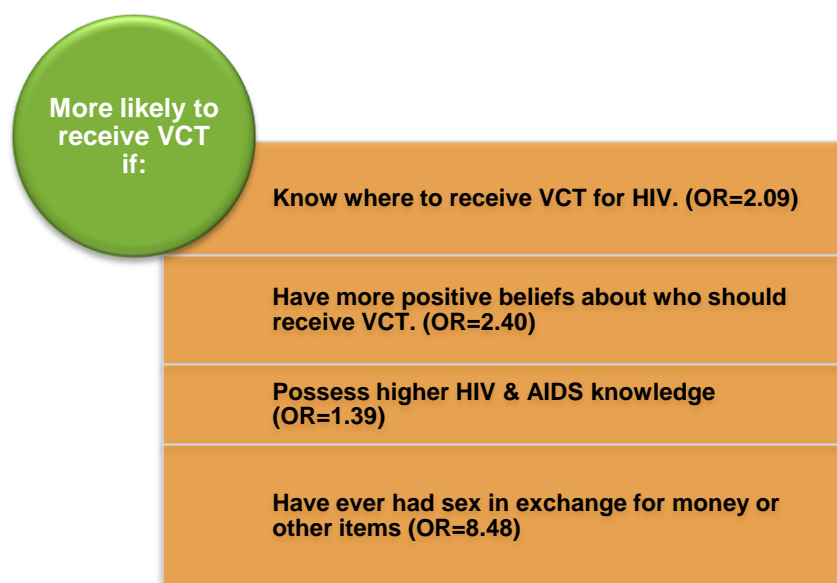 More likely to
receive VCT
if:
Know where to receive VCT for HIV. (OR=2.09)
Have more positive beliefs about who should
receive VCT. (OR=2.40)
Possess higher HIV & AIDS knowledge
(OR=1.39)
Have ever had sex in exchange for money or
other items (OR=8.48)